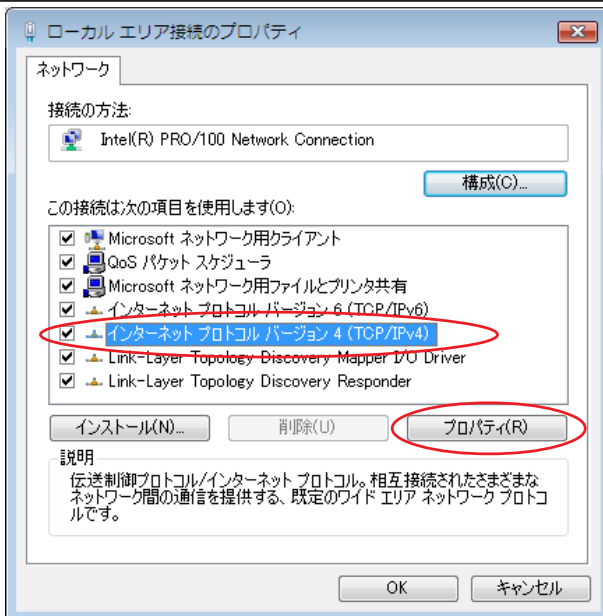 ローカル エリア接続のプロパティ
ネットワーク
接続の方法:
Intel(R) PRO/100 Network Connection
構成(C)...
この接続は次の項目を使用します(O):
Microsoft ネットワーク用クライアント
QoS パケット スケジューラ
Microsoft ネットワーク用ファイルとプリンタ共有
インターネット プロトコル バージョン 6 (TCP/IPv6)
インターネット プロトコル バージョン 4 (TCP/IPv4)
Link-Layer Topology Discovery Mapper I/O Driver
Link-Layer Topology Discovery Responder
インストール(N)...
削除(U)
プロパティ(R)
説明
伝送制御プロトコル/インターネット プロトコル。相互接続されたさまざまな
ネットワーク間の通信を提供する、既定のワイド エリア ネットワーク プロトコ
ルです。
OK
キャンセル